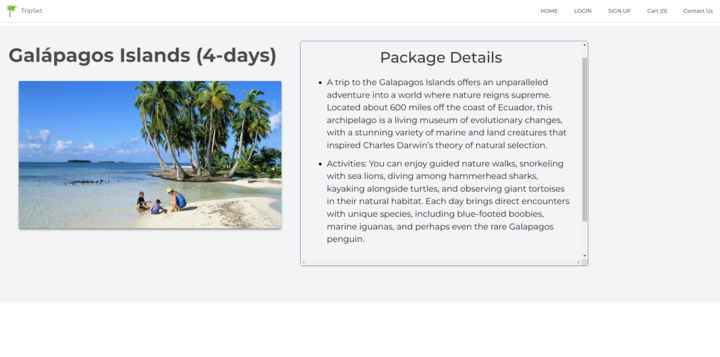 TripSet
HOME LOGIN SIGN UP Cart (0) Contact Us
Galápagos Islands (4-days)
Package Details
A trip to the Galapagos Islands offers an unparalleled
adventure into a world where nature reigns supreme.
Located about 600 miles off the coast of Ecuador, this
archipelago is a living museum of evolutionary changes,
with a stunning variety of marine and land creatures that
inspired Charles Darwin's theory of natural selection.
Activities: You can enjoy guided nature walks, snorkeling
with sea lions, diving among hammerhead sharks,
kayaking alongside turtles, and observing giant tortoises
in their natural habitat. Each day brings direct encounters
with unique species, including blue-footed boobies,
marine iguanas, and perhaps even the rare Galapagos
penguin.